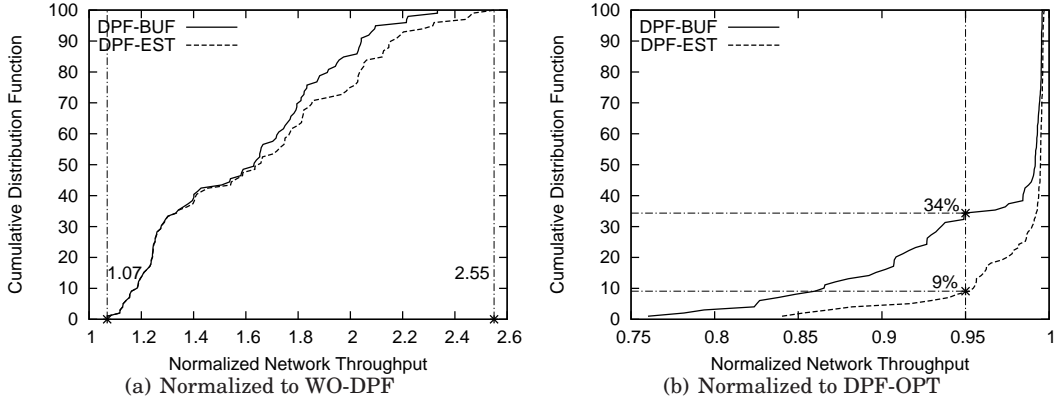 100
90
80
70
60
50
40
30
20
10
0
Cumulative Distribution Function
DPF-BUF
DPF-EST
1.07
2.55
1 1.2 1.4 1.6 1.8 2 2.2 2.4 2.6
Normalized Network Throughput
(a) Normalized to WO-DPF
100
90
80
70
60
50
40
30
20
10
0
Cumulative Distribution Function
DPF-BUF
DPF-EST
34%
9%
0.75 0.8 0.85 0.9 0.95 1
Normalized Network Throughput
(b) Normalized to DPF-OPT